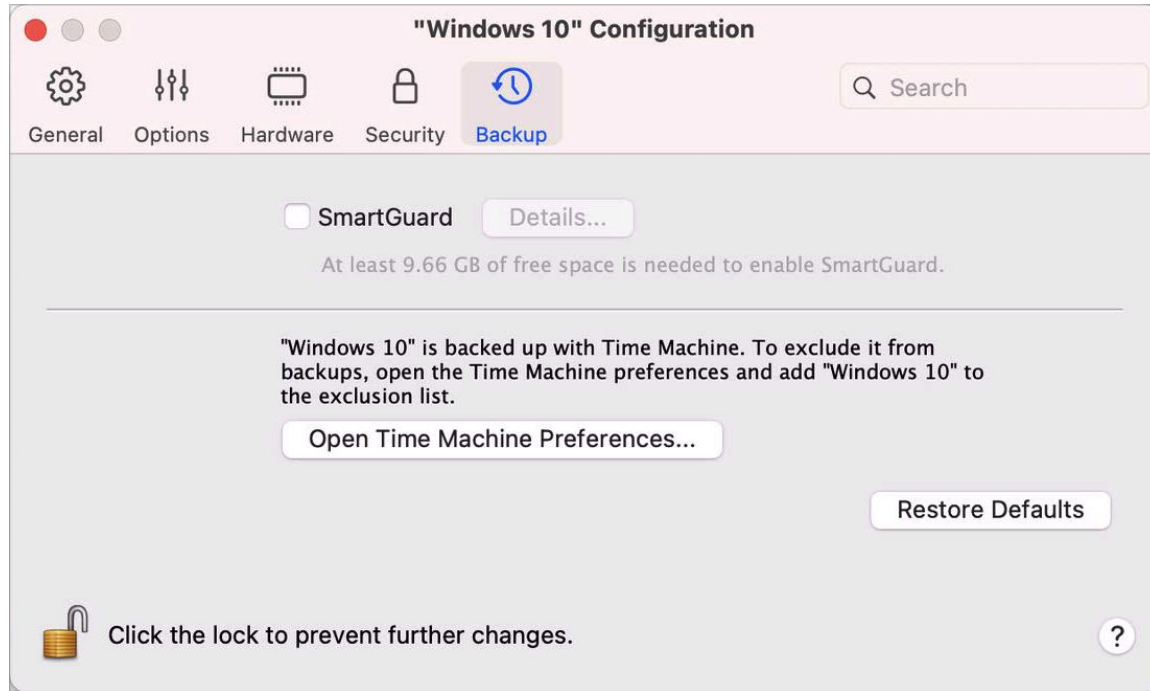 "Windows 10" Configuration
General Options Hardware Security Backup
Search
SmartGuard Details...
At least 9.66 GB of free space is needed to enable SmartGuard.
"Windows 10" is backed up with Time Machine. To exclude it from
backups, open the Time Machine preferences and add "Windows 10" to
the exclusion list.
Open Time Machine Preferences...
Restore Defaults
Click the lock to prevent further changes.
?